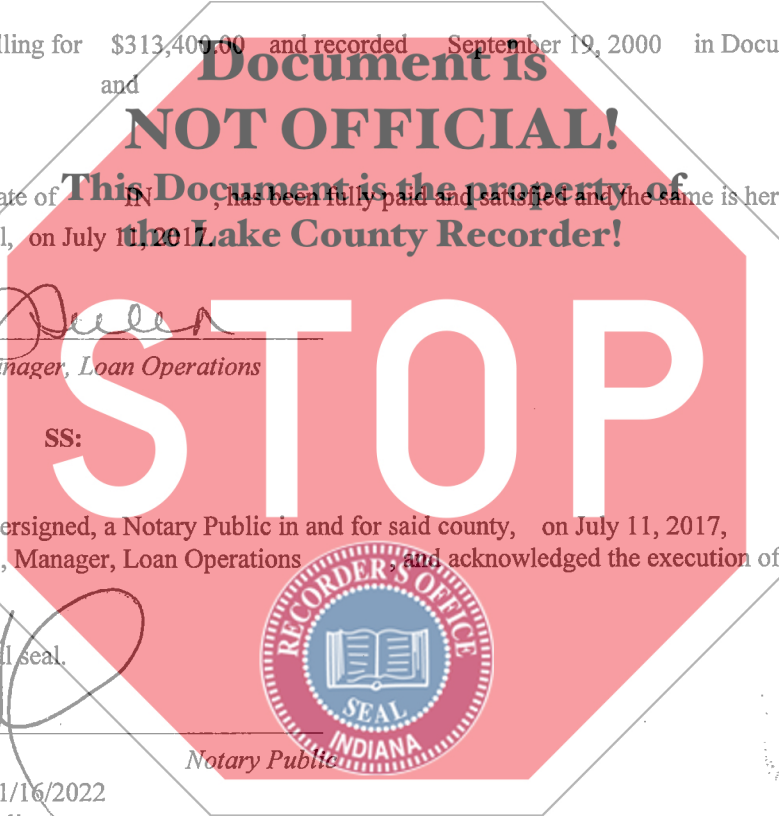 lling for $313,400.00 and recorded September 19, 2000 in Docu
Document is
and
NOT OFFICIAL!
This Document is the property of
ate of IN , has been fully paid and satisfied and the same is her
l, on July 11, 2017.
the Lake County Recorder!
STOP
nager, Loan Operations
SS:
ersigned, a Notary Public in and for said county, on July 11, 2017,
, Manager, Loan Operations , and acknowledged the execution of
RECORDER'S OFFICE
SEAL
INDIANA
l seal.
Notary Public
1/16/2022